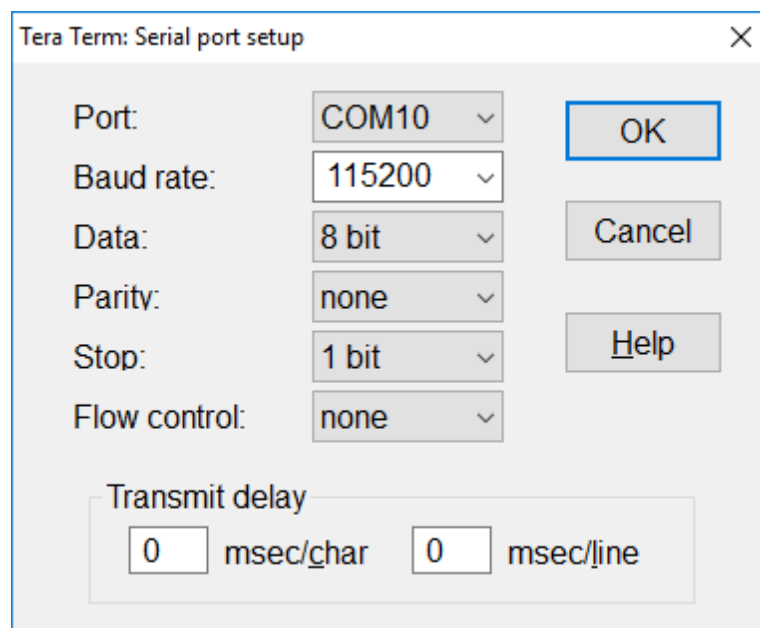 Tera Term: Serial port setup
Port: COM10 OK
Baud rate: 115200
Data: 8 bit Cancel
Parity: none
Stop: 1 bit Help
Flow control: none
Transmit delay
0 msec/char 0 msec/line